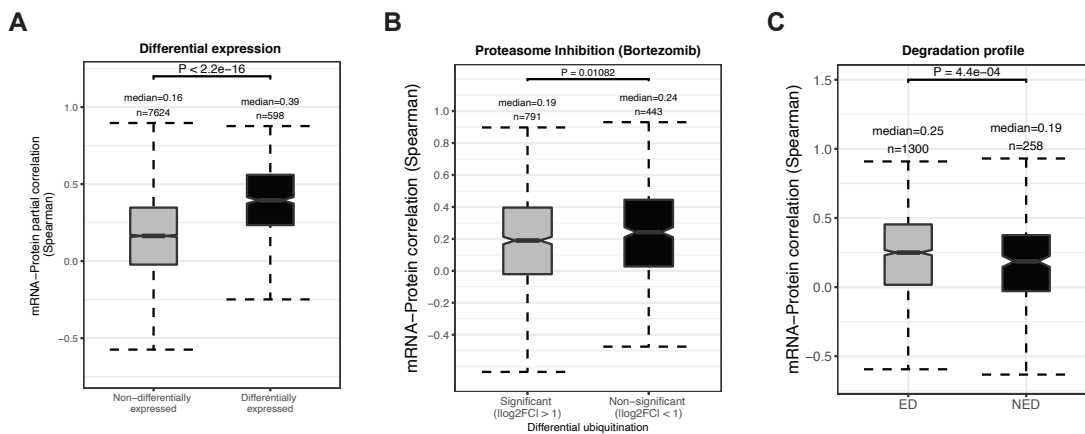 A
Differential expression
P < 2.2e−16
median=0.16
n=7624
median=0.39
n=598
mRNA−Protein partial correlation
(Spearman)
1.0
0.5
0.0
−0.5
Non−differentially
expressed
Differentially
expressed
B
Proteasome Inhibition (Bortezomib)
P = 0.01082
median=0.19
n=791
median=0.24
n=443
mRNA−Protein correlation (Spearman)
1.0
0.8
0.6
0.4
0.2
0.0
−0.2
−0.4
Significant
(|log2FC| > 1)
Non−significant
(|log2FC| < 1)
Differential ubiquitination
C
Degradation profile
P = 4.4e−04
median=0.25
n=1300
median=0.19
n=258
mRNA−Protein correlation (Spearman)
1.5
1.0
0.5
0.0
−0.5
ED
NED